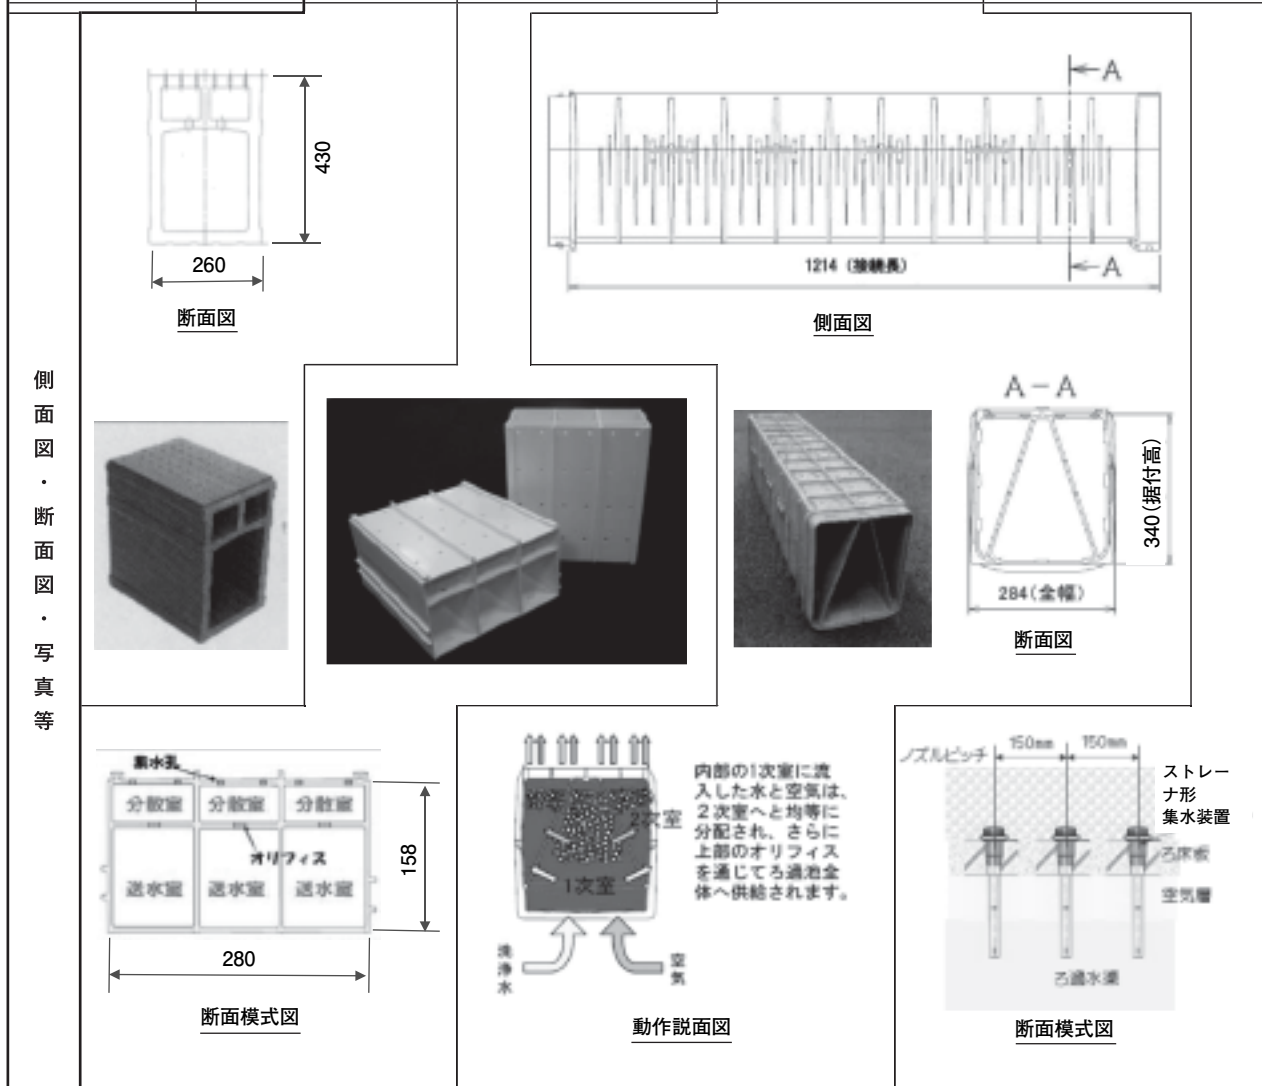 側面図・断面図・写真等
430
260
断面図
A
A
1214（接続長）
側面図
A－A
340（据付高）
284（全幅）
断面図
集水孔
分散室
分散室
分散室
オリフィス
送水室
送水室
送水室
158
280
断面模式図
2次室
1次室
洗浄水
空気
内部の1次室に流
入した水と空気は、
2次室へと均等に
分配され、さらに
上部のオリフィス
を通じてろ過池全
体へ供給されます。
動作説面図
ノズルピッチ
150mm
150mm
ストレー
ナ形
集水装置
ろ床板
空気層
ろ過水渠
断面模式図